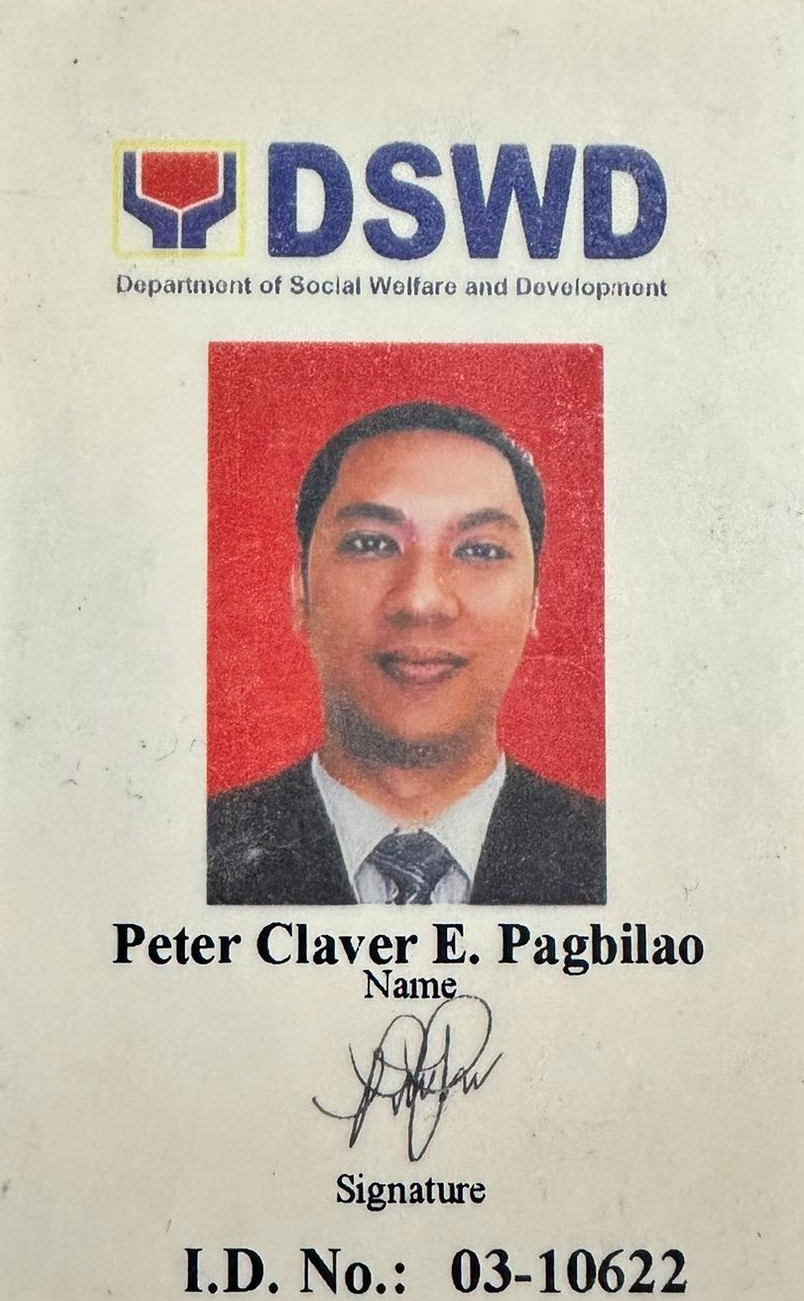 DSWD
Department of Social Welfare and Development
Peter Claver E. Pagbilao
Name
Signature
I.D. No.: 03-10622